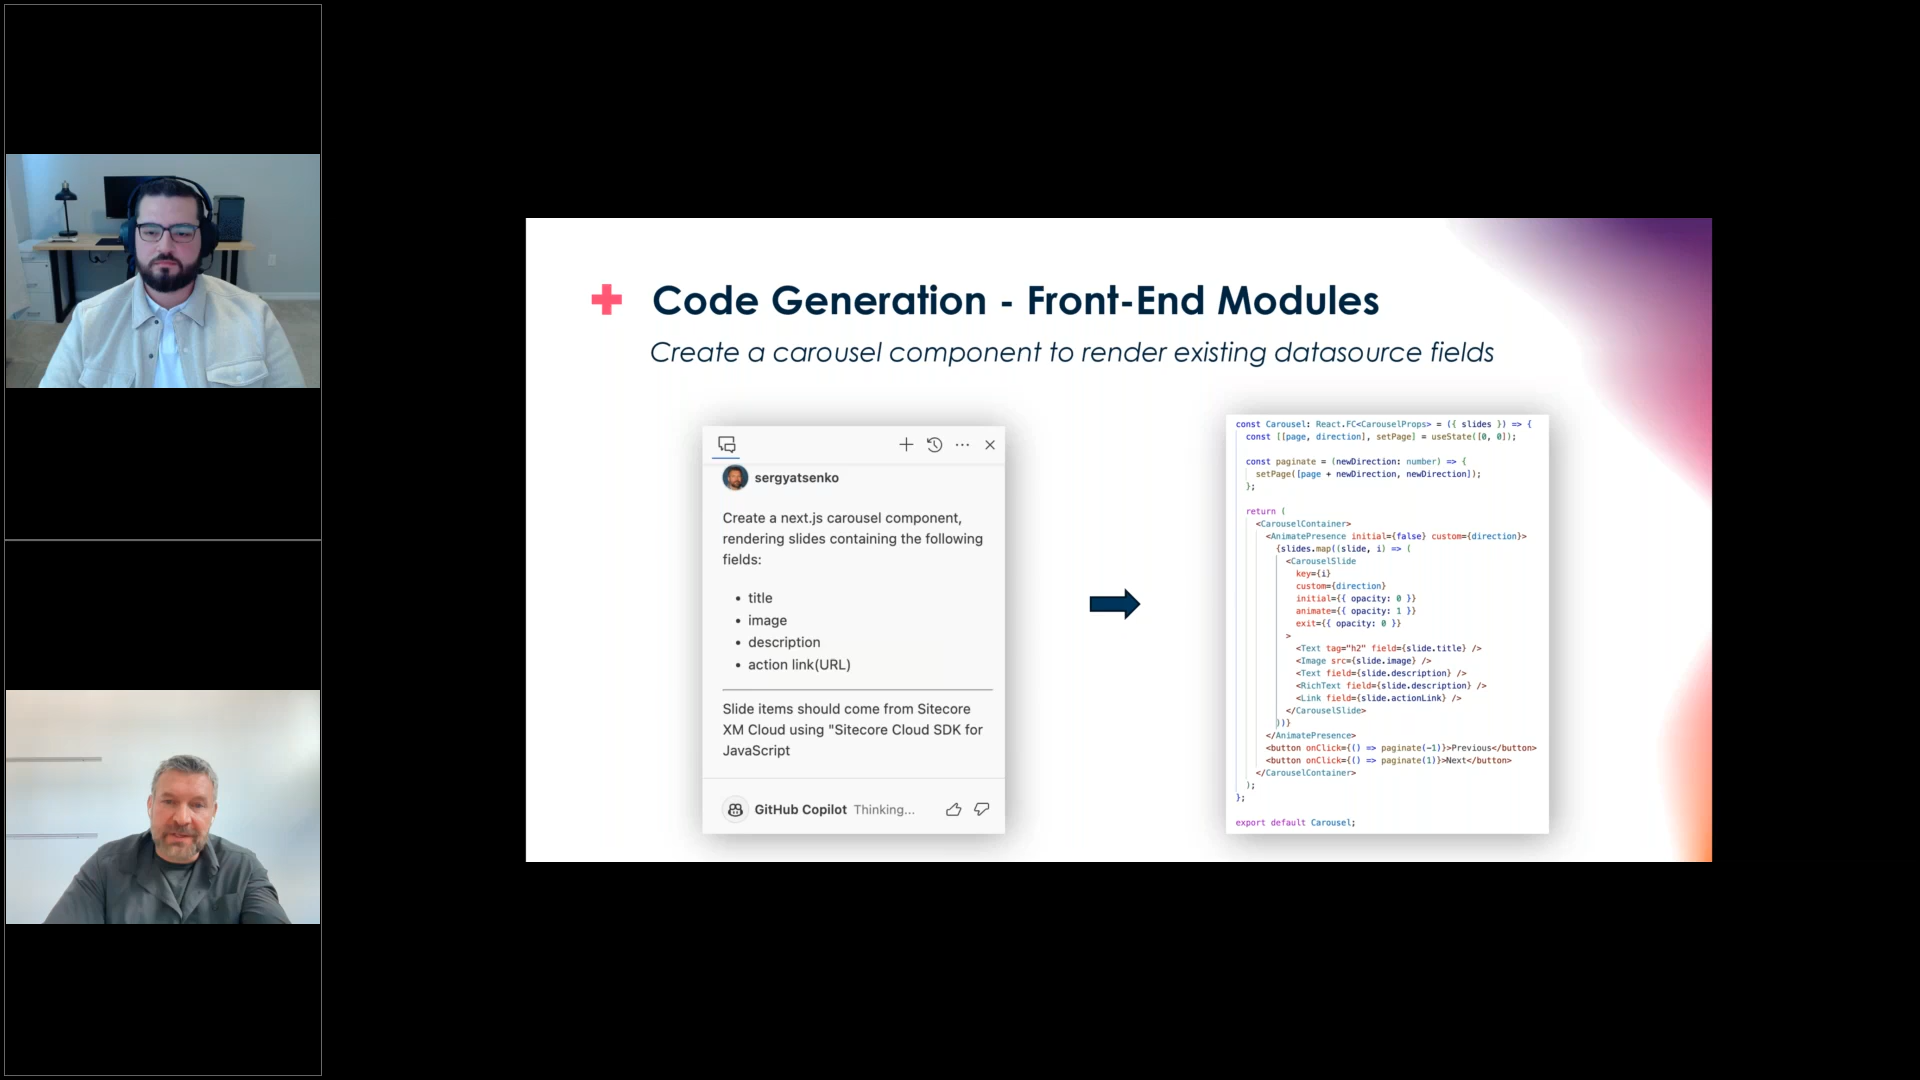 Code Generation - Front-End Modules
Create a carousel component to render existing datasource fields
sergyatsenko
Create a next.js carousel component,
rendering slides containing the following
fields:
• title
• image
• description
• action link(URL)
Slide items should come from Sitecore
XM Cloud using "Sitecore Cloud SDK for
JavaScript
GitHub Copilot Thinking...
const Carousel: React.FC<CarouselProps> = ({ slides }) => {
const [[page, direction], setPage] = useState([0, 0]);
const paginate = (newDirection: number) => {
setPage([page + newDirection, newDirection]);
};
return (
<CarouselContainer>
<AnimatePresence initial={false} custom={direction}>
{slides.map((slide, i) => (
<CarouselSlide
key={i}
custom={direction}
initial={{ opacity: 0 }}
animate={{ opacity: 1 }}
exit={{ opacity: 0 }}
>
<Text tag="h2" field={slide.title} />
<Image src={slide.image} />
<Text field={slide.description} />
<RichText field={slide.description} />
<Link field={slide.actionLink} />
</CarouselSlide>
))}
</AnimatePresence>
<button onClick={() => paginate(-1)}>Previous</button>
<button onClick={() => paginate(1)}>Next</button>
</CarouselContainer>
);
};
export default Carousel;